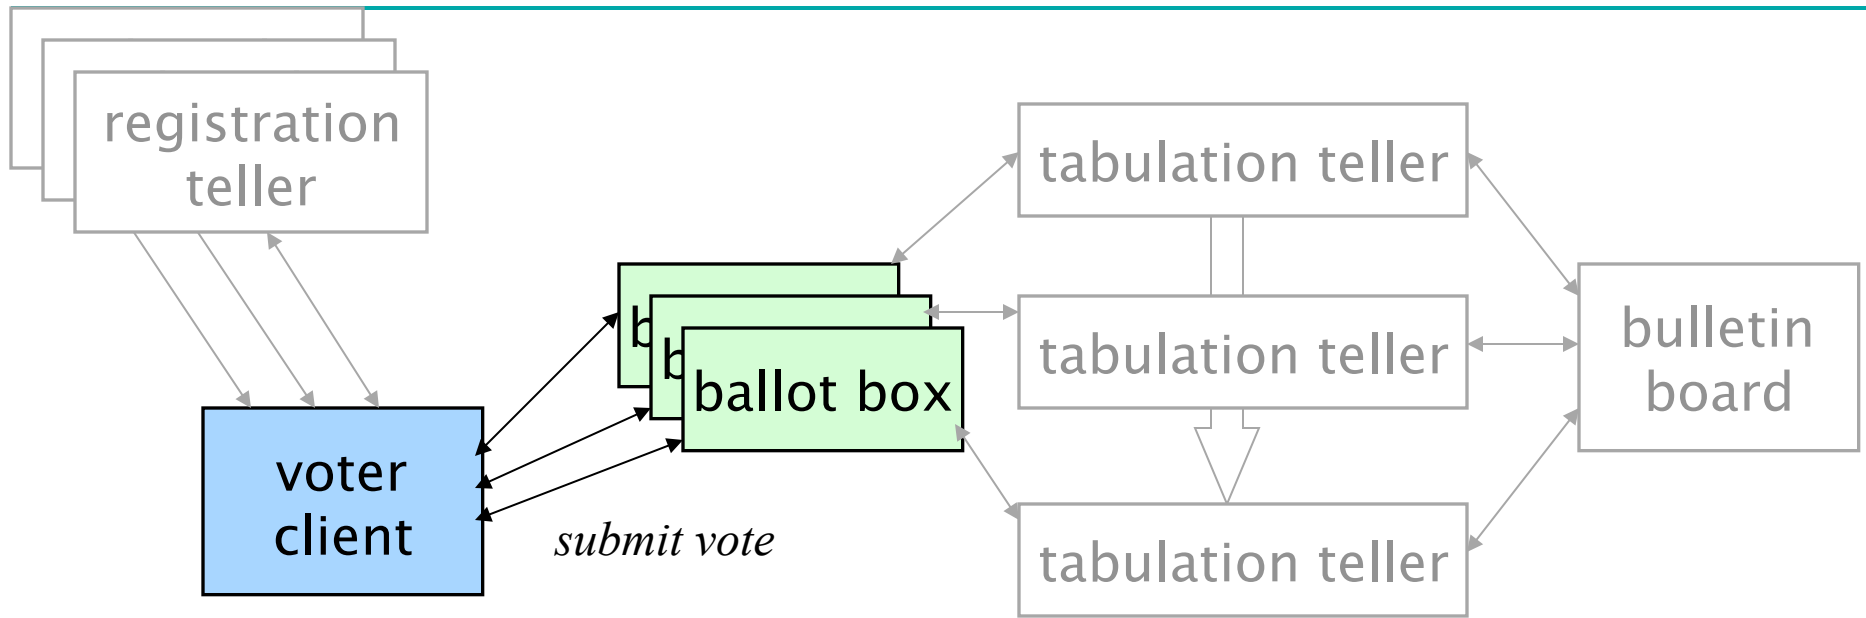 registration
teller
tabulation teller
b
b
ballot box
tabulation teller
bulletin
board
voter
client
submit vote
tabulation teller